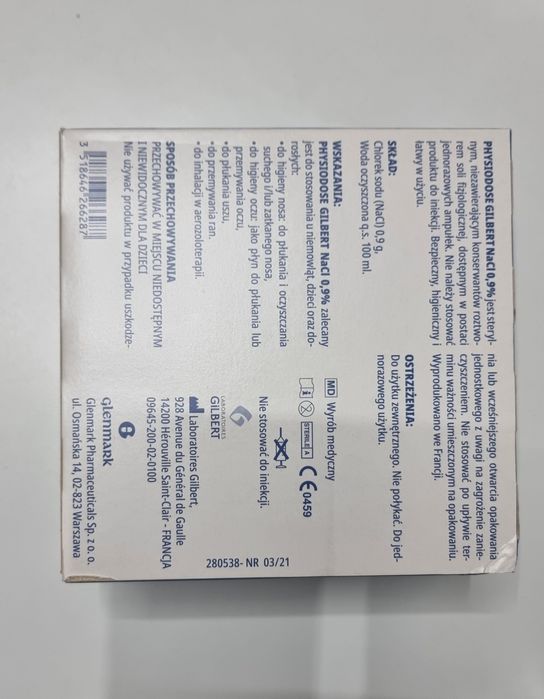 PHYSIODOSE GILBERT NaCl 0,9% jest steryl-
nym, niezawierającym konserwantów roztwo-
rem soli fizjologicznej, dostępnym w postaci
jednorazowych ampułek. Nie należy stosować
produktu do iniekcji. Bezpieczny, higieniczny i
łatwy w użyciu.
SKŁAD:
Chlorek sodu (NaCl) 0,9 g,
Woda oczyszczona q.s. 100 ml.
WSKAZANIA:
PHYSIODOSE GILBERT NaCl 0,9% zalecany
jest do stosowania u niemowląt, dzieci oraz do-
rosłych:
• do higieny nosa: do płukania i oczyszczania
suchego i/lub zatkanego nosa,
• do higieny oczu: jako płyn do płukania lub
przemywania oczu,
• do płukania uszu,
• do przemywania ran,
• do inhalacji w aerozoloterapii.
SPOSÓB PRZECHOWYWANIA
PRZECHOWYWAĆ W MIEJSCU NIEDOSTĘPNYM
I NIEWIDOCZNYM DLA DZIECI
Nie używać produktu w przypadku uszkodze-
3 518646 266287
nia lub wcześniejszego otwarcia opakowania
jednostkowego z uwagi na zagrożenie zanie-
czyszczeniem. Nie stosować po upływie ter-
minu ważności umieszczonym na opakowaniu.
Wyprodukowano we Francji.
OSTRZEŻENIA:
Do użytku zewnętrznego. Nie połykać. Do jed-
norazowego użytku.
MD Wyrób medyczny
STERILE A CE0459
Nie stosować do iniekcji.
LABORATOIRES
GILBERT
Laboratoires Gilbert,
928 Avenue du Général de Gaulle
14200 Hérouville Saint-Clair - FRANCJA
09645-200-02-0100
glenmark
Glenmark Pharmaceuticals Sp. z o. o.
ul. Osmańska 14, 02-823 Warszawa
280538- NR 03/21